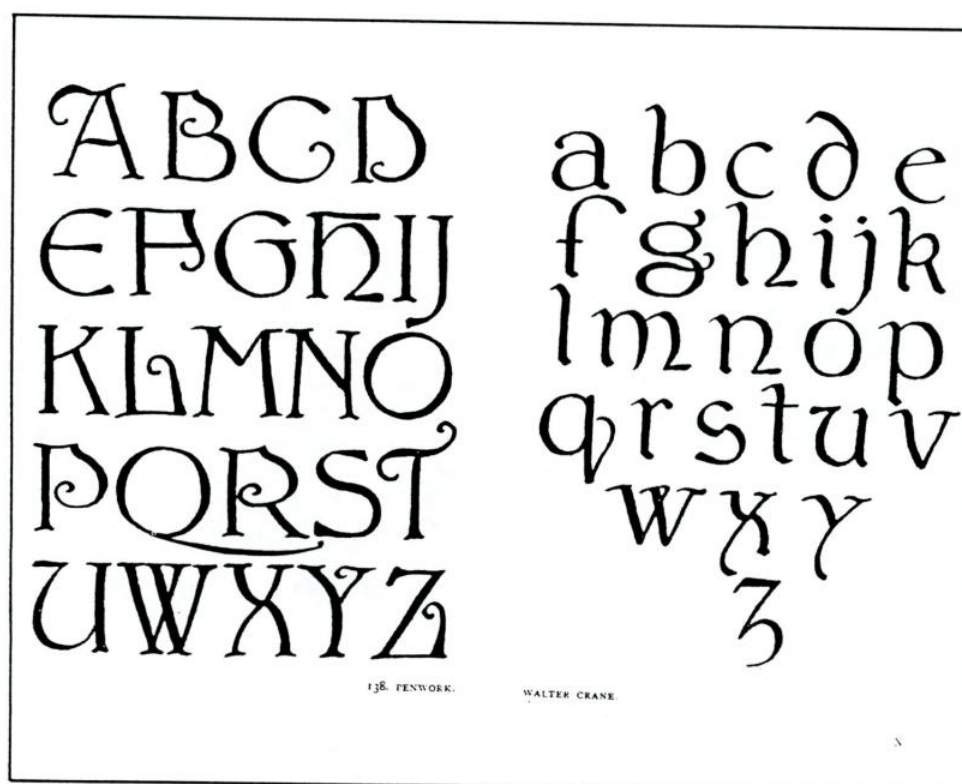 ABCD
EFGHIJ
KLMNO
PQRST
UWXYZ
abcde
fghijk
lmnop
qrstuv
wxy
z
138. PENWORK.
WALTER CRANE.